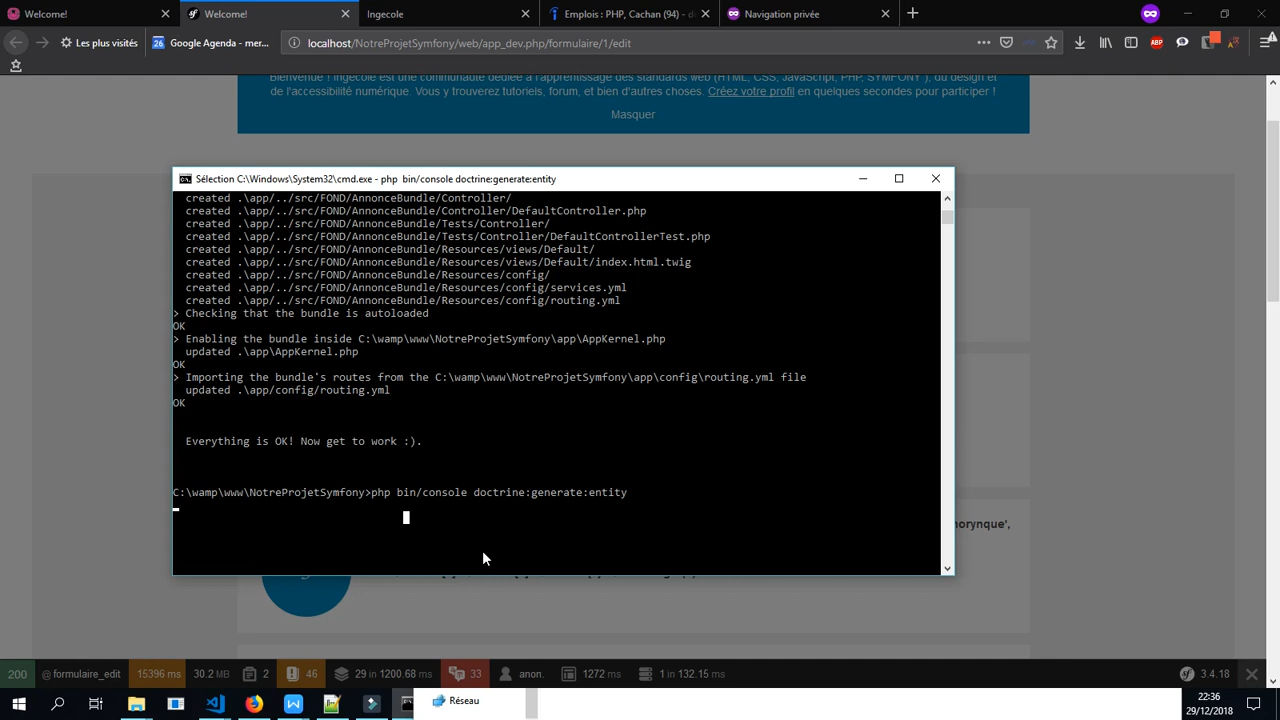 Welcome!
Welcome!
Ingecole
Emplois : PHP, Cachan (94) - d
Navigation privée
Les plus visités
26
Google Agenda - mer...
localhost/NotreProjetSymfony/web/app_dev.php/formulaire/1/edit
ABP
Bienvenue ! Ingecole est une communauté dédiée à l'apprentissage des standards web (HTML, CSS, JavaScript, PHP, SYMFONY ), du design et
de l'accessibilité numérique. Vous y trouverez tutoriels, forum, et bien d'autres choses. Créez votre profil en quelques secondes pour participer !
Masquer
Sélection C:\Windows\System32\cmd.exe - php bin/console doctrine:generate:entity
created .\app/../src/FOND/AnnonceBundle/Controller/
created .\app/../src/FOND/AnnonceBundle/Controller/DefaultController.php
created .\app/../src/FOND/AnnonceBundle/Tests/Controller/
created .\app/../src/FOND/AnnonceBundle/Tests/Controller/DefaultControllerTest.php
created .\app/../src/FOND/AnnonceBundle/Resources/views/Default/
created .\app/../src/FOND/AnnonceBundle/Resources/views/Default/index.html.twig
created .\app/../src/FOND/AnnonceBundle/Resources/config/
created .\app/../src/FOND/AnnonceBundle/Resources/config/services.yml
created .\app/../src/FOND/AnnonceBundle/Resources/config/routing.yml
> Checking that the bundle is autoloaded
OK
> Enabling the bundle inside C:\wamp\www\NotreProjetSymfony\app\AppKernel.php
updated .\app\AppKernel.php
OK
> Importing the bundle's routes from the C:\wamp\www\NotreProjetSymfony\app\config\routing.yml file
updated .\app/config/routing.yml
OK
Everything is OK! Now get to work :).
C:\wamp\www\NotreProjetSymfony>php bin/console doctrine:generate:entity
norynque',
200 @ formulaire_edit 15396 ms 30.2 MB 2 46 29 in 1200.68 ms 33 anon. 1272 ms 1 in 132.15 ms 3.4.18
Réseau
22:36
29/12/2018